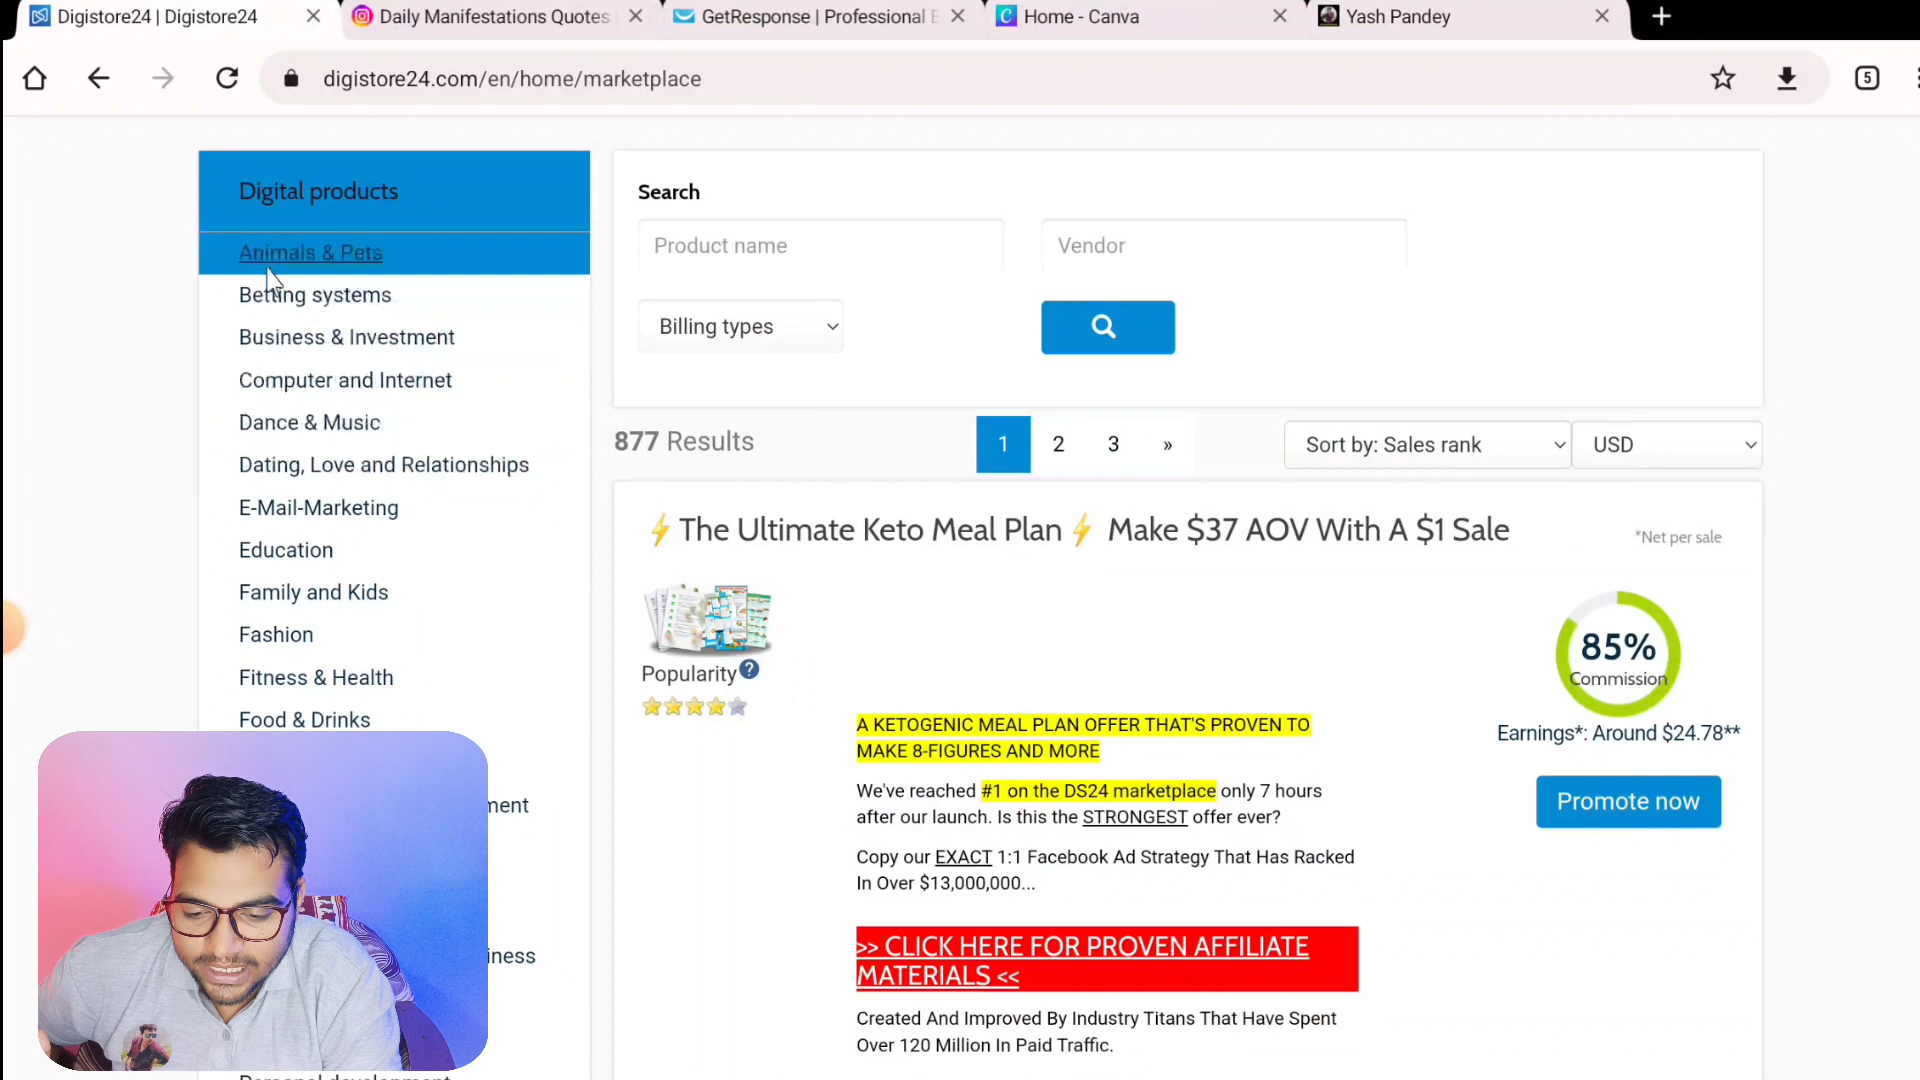 Digistore24 | Digistore24
Daily Manifestations Quotes
GetResponse | Professional E
Home - Canva
Yash Pandey
digistore24.com/en/home/marketplace
5
Digital products
Animals & Pets
Betting systems
Business & Investment
Computer and Internet
Dance & Music
Dating, Love and Relationships
E-Mail-Marketing
Education
Family and Kids
Fashion
Fitness & Health
Food & Drinks
Search
Product name
Vendor
Billing types
877 Results
1 2 3 »
Sort by: Sales rank
USD
⚡The Ultimate Keto Meal Plan⚡ Make $37 AOV With A $1 Sale
*Net per sale
Popularity ?
A KETOGENIC MEAL PLAN OFFER THAT'S PROVEN TO
MAKE 8-FIGURES AND MORE
We've reached #1 on the DS24 marketplace only 7 hours
after our launch. Is this the STRONGEST offer ever?
Copy our EXACT 1:1 Facebook Ad Strategy That Has Racked
In Over $13,000,000...
>> CLICK HERE FOR PROVEN AFFILIATE
MATERIALS <<
Created And Improved By Industry Titans That Have Spent
Over 120 Million In Paid Traffic.
85%
Commission
Earnings*: Around $24.78**
Promote now